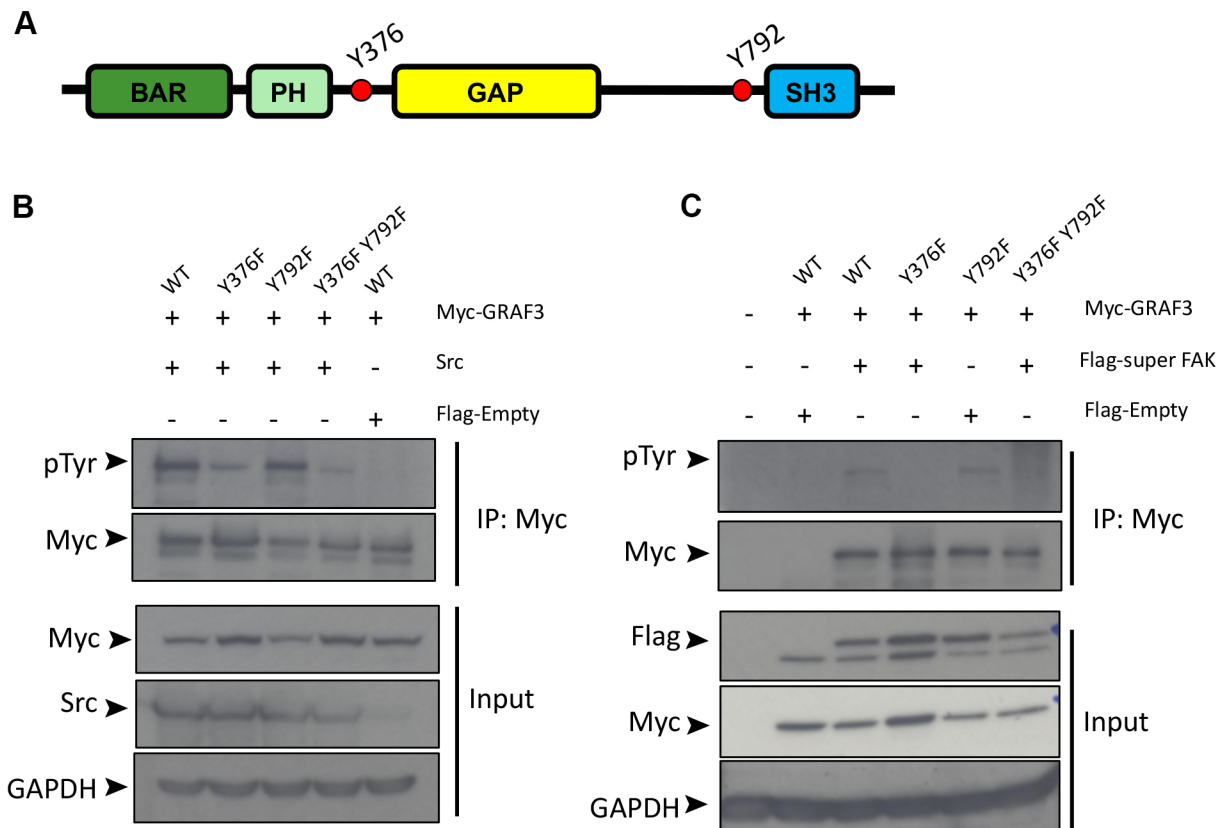 A
Y376
Y792
BAR
PH
GAP
SH3
B
WT
Y376F
Y792F
Y376F Y792F
WT
+ + + + + Myc-GRAF3
+ + + + - Src
- - - - + Flag-Empty
pTyr
Myc
IP: Myc
Myc
Src
GAPDH
Input
C
WT
WT
Y376F
Y792F
Y376F Y792F
- + + + + + Myc-GRAF3
- - + + - + Flag-super FAK
- + - - + - Flag-Empty
pTyr
Myc
IP: Myc
Flag
Myc
GAPDH
Input